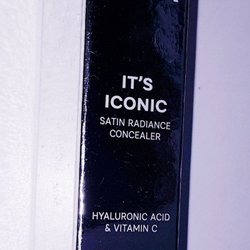 IT'S
ICONIC
SATIN RADIANCE
CONCEALER
HYALURONIC ACID
& VITAMIN C